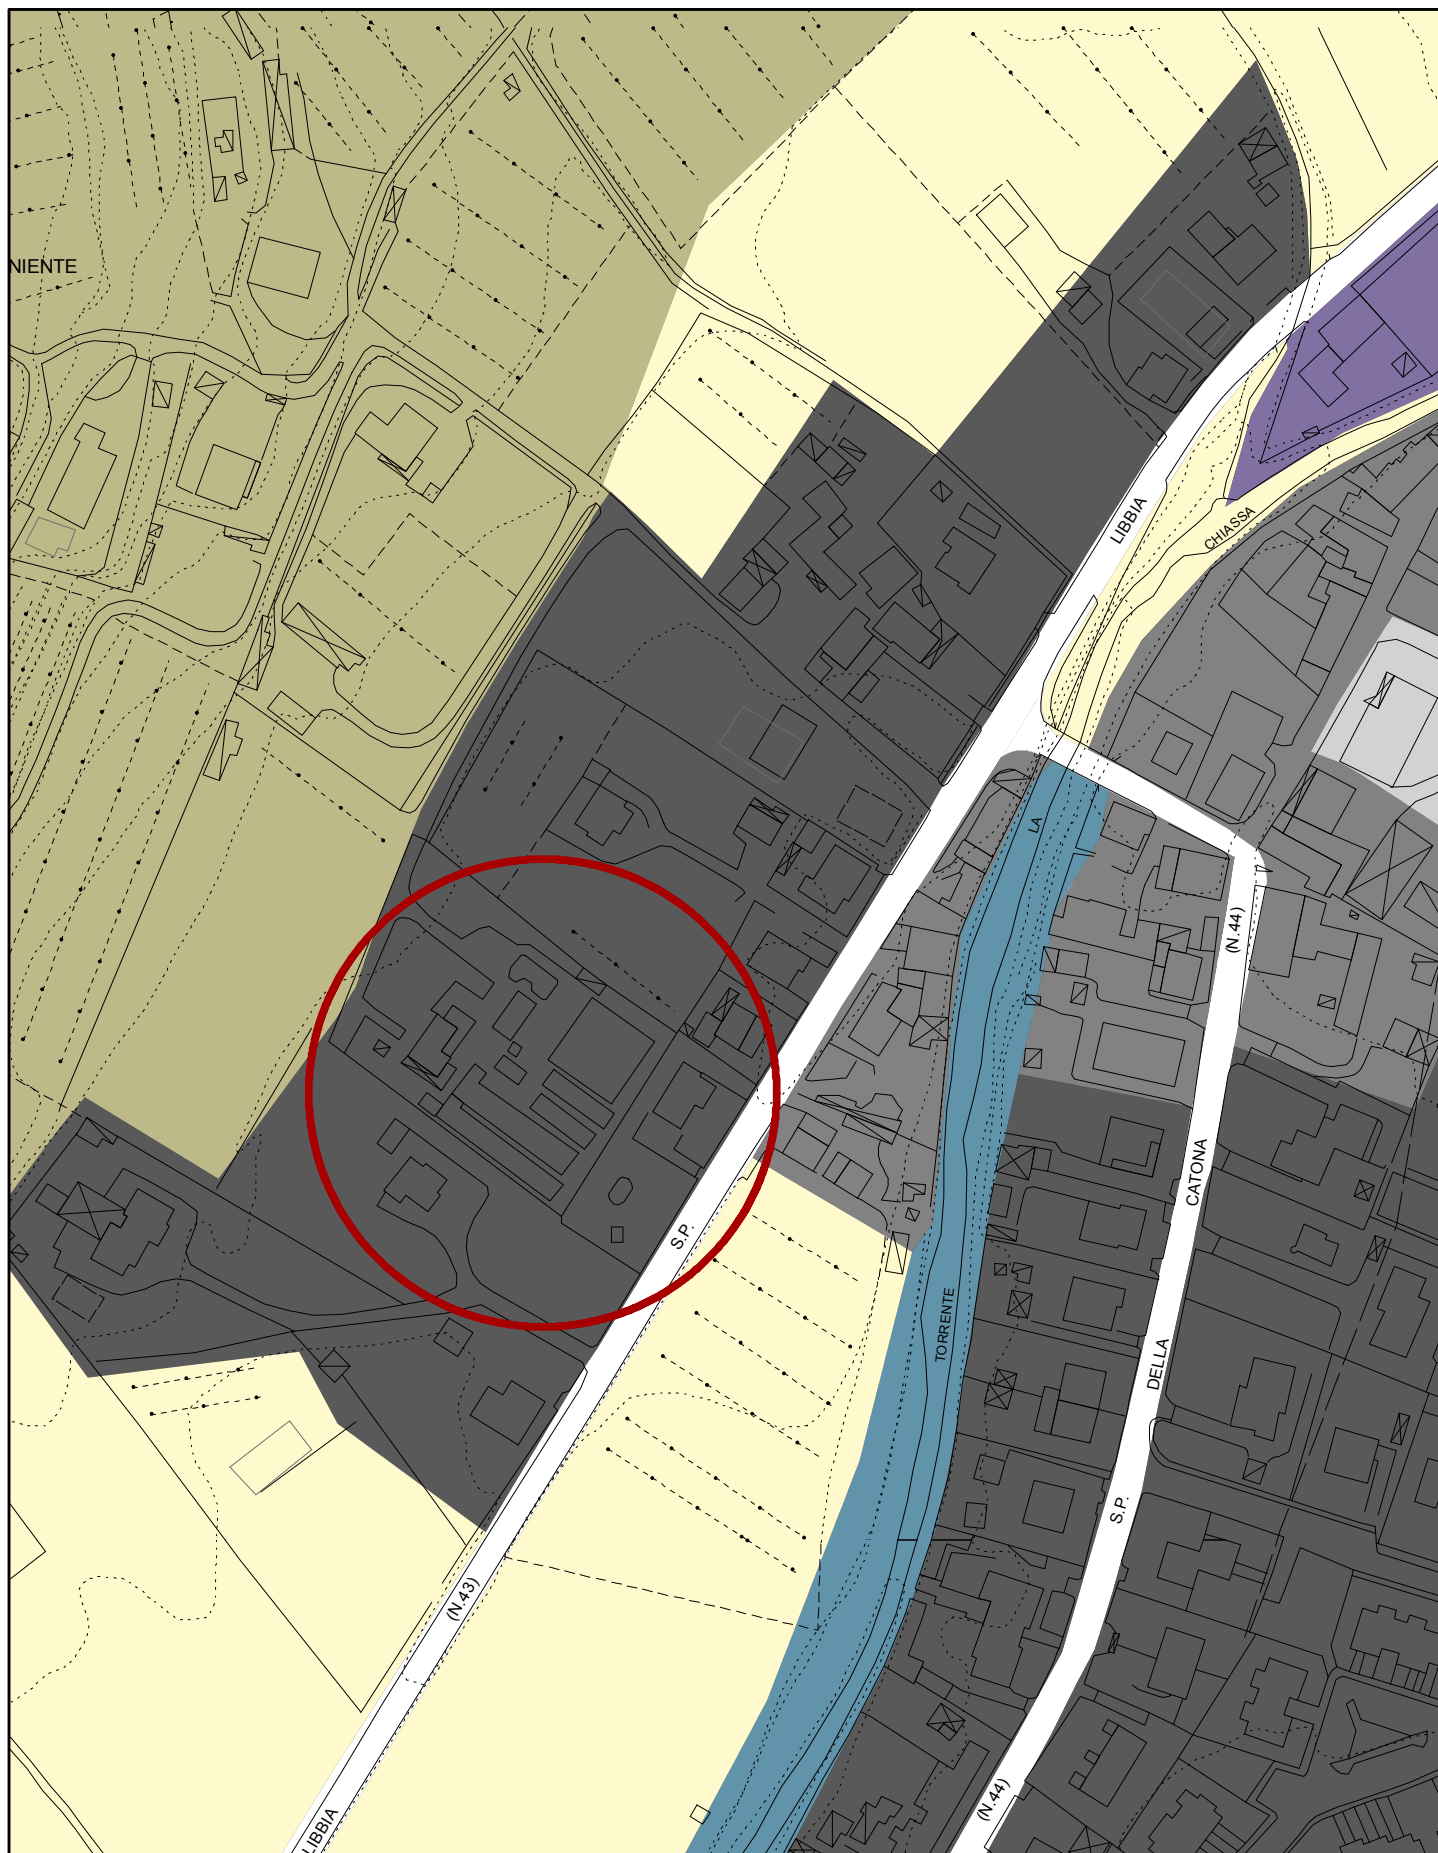 NIENTE
LIBBIA
CHIASSA
LA
(N.44)
CATONA
S.P.
TORRENTE
DELLA
S.P.
(N.43)
(N.44)
LIBBIA